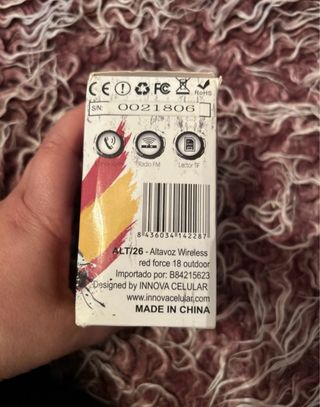 CE FC RoHS
SN: 0021806
Radio FM Lector TF
8 436034 142287
ALT/26 - Altavoz Wireless
red force 18 outdoor
Importado por: B84215623
Designed by INNOVA CELULAR
www.innovacelular.com
MADE IN CHINA